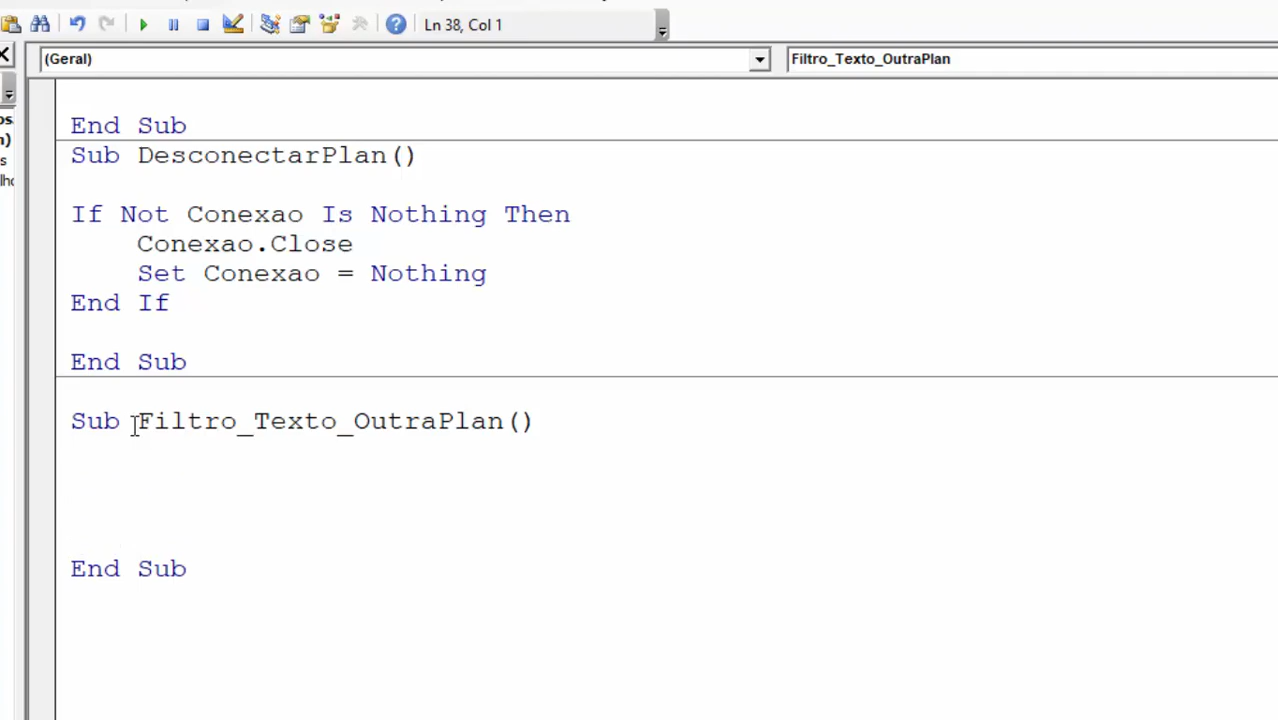 Ln 38, Col 1
(Geral)
Filtro_Texto_OutraPlan
End Sub
Sub DesconectarPlan()
If Not Conexao Is Nothing Then
Conexao.Close
Set Conexao = Nothing
End If
End Sub
Sub Filtro_Texto_OutraPlan()
End Sub